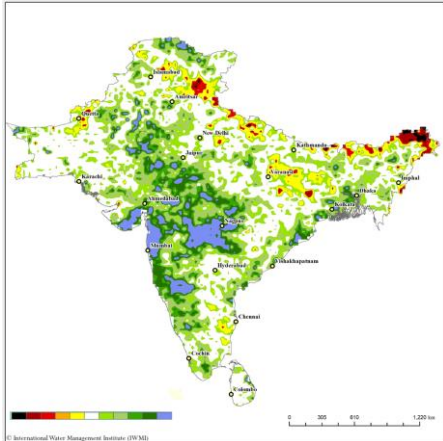 Islamabad
Amritsar
Quetta
New Delhi
Jaipur
Kathmandu
Varanasi
Imphal
Dhaka
Karachi
Ahmedabad
Kolkata
Nagpur
Mumbai
Hyderabad
Vishakhapatnam
Chennai
Cochin
Colombo
0 305 610 1,220 km
© International Water Management Institute (IWMI)